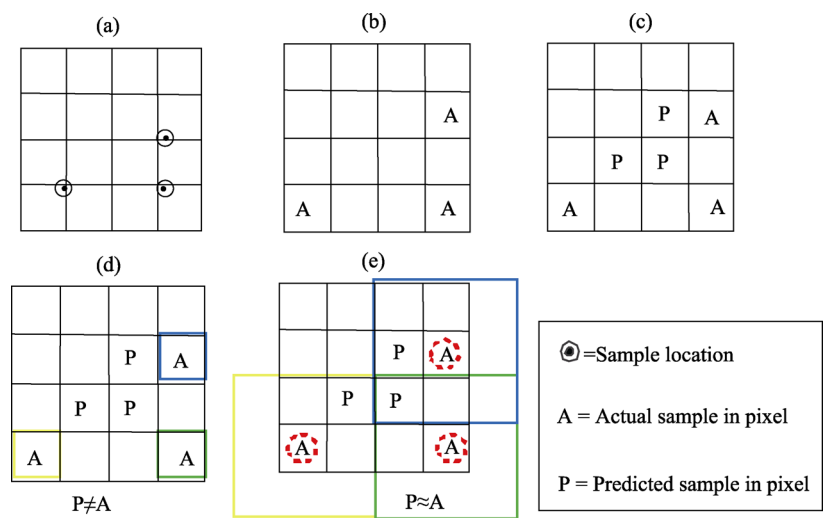 (a)
(b)
(c)
A
A
A
P
A
P
P
A
A
(d)
(e)
P
A
P
P
A
A
P≠A
P
A
P
P
A
A
P≈A
=Sample location
A = Actual sample in pixel
P = Predicted sample in pixel